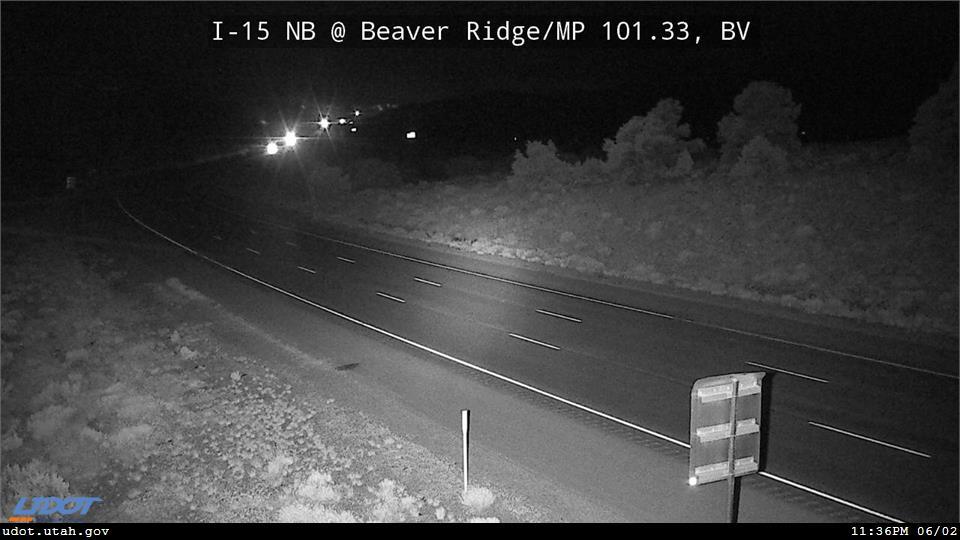 I-15 NB @ Beaver Ridge/MP 101.33, BV
UDOT
udot.utah.gov 11:36PM 06/02